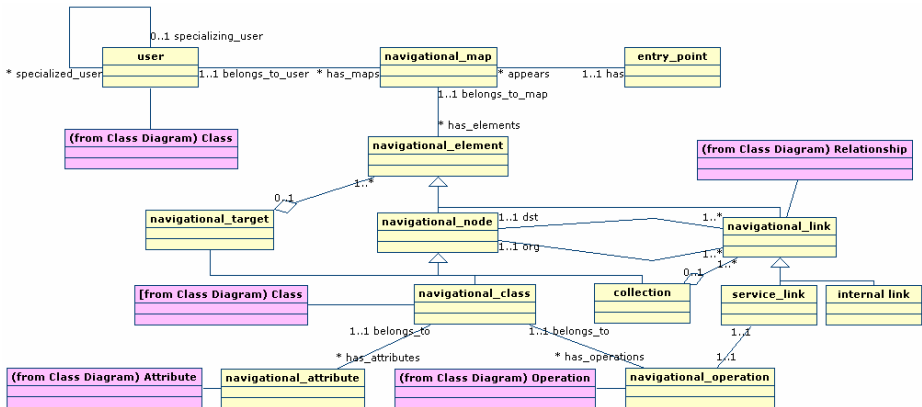 0..1 specializing_user
user
navigational_map
entry_point
* specialized_user
1..1 belongs_to_user
* has_maps
* appears
1..1 has
1..1 belongs_to_map
* has_elements
(from Class Diagram) Class
navigational_element
(from Class Diagram) Relationship
1..*
0..1
navigational_target
navigational_node
1..1 dst
1..*
navigational_link
1..1 org
1..*
1..*
0..1
[from Class Diagram) Class
navigational_class
collection
service_link
internal link
1..1 belongs_to
1..1 belongs_to
1..1
* has_attributes
* has_operations
1..1
(from Class Diagram) Attribute
navigational_attribute
(from Class Diagram) Operation
navigational_operation